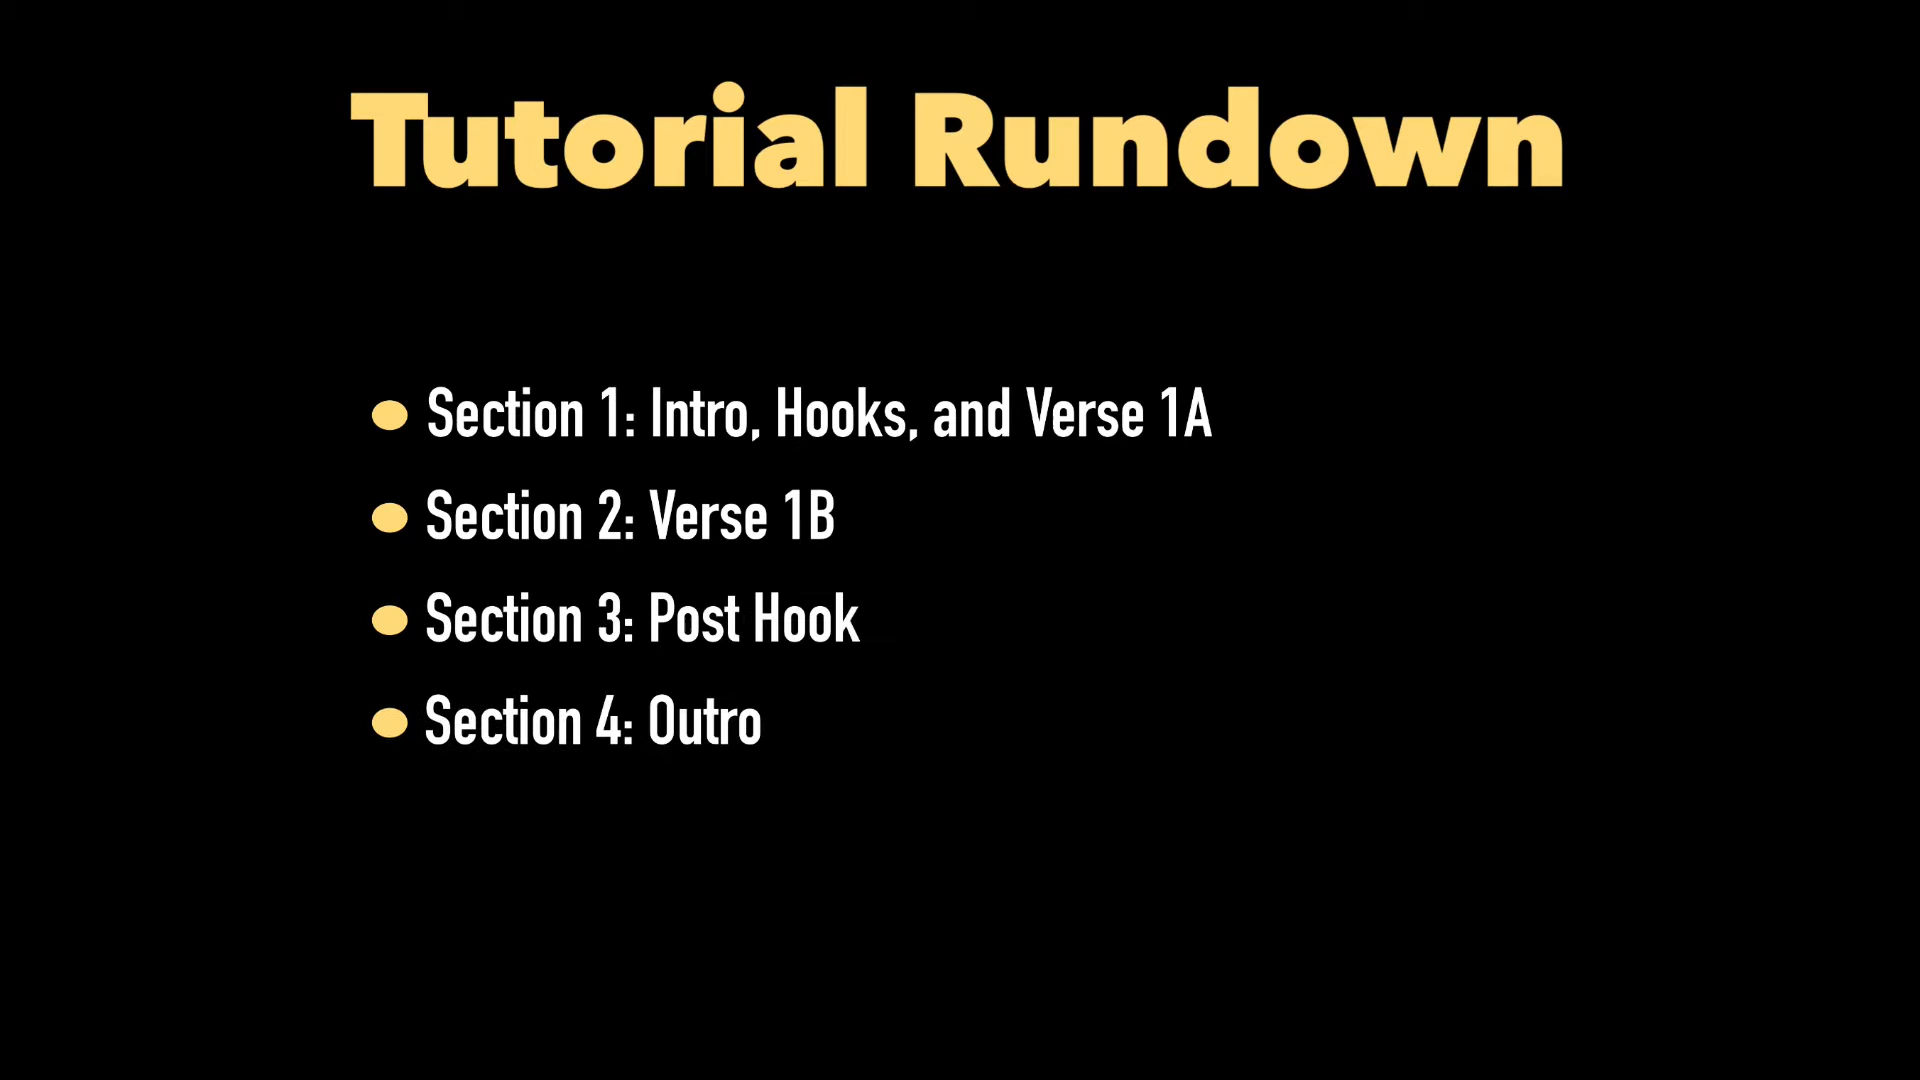 Tutorial Rundown
Section 1: Intro, Hooks, and Verse 1A
Section 2: Verse 1B
Section 3: Post Hook
Section 4: Outro